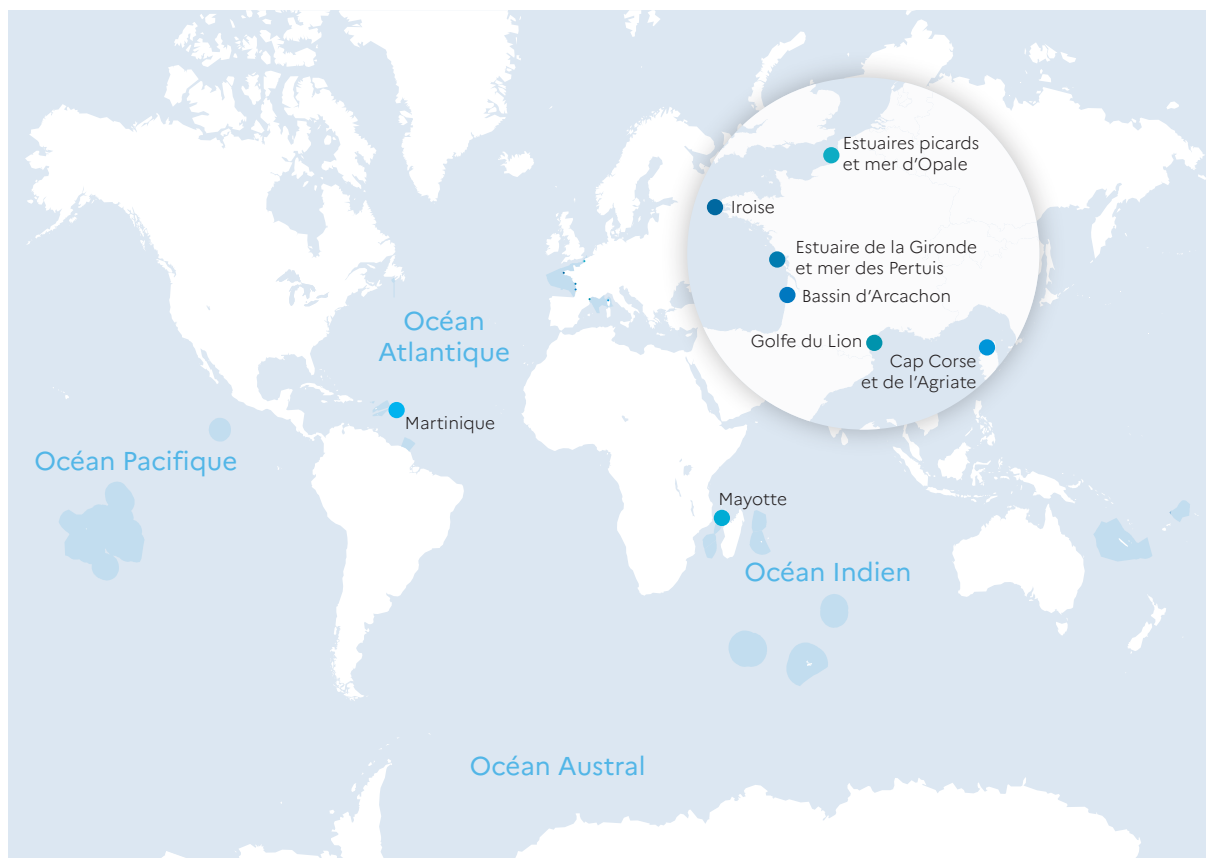 Estuaires picards
et mer d'Opale
Iroise
Estuaire de la Gironde
et mer des Pertuis
Bassin d'Arcachon
Golfe du Lion
Cap Corse
et de l'Agriate
Océan
Atlantique
Martinique
Océan Pacifique
Mayotte
Océan Indien
Océan Austral